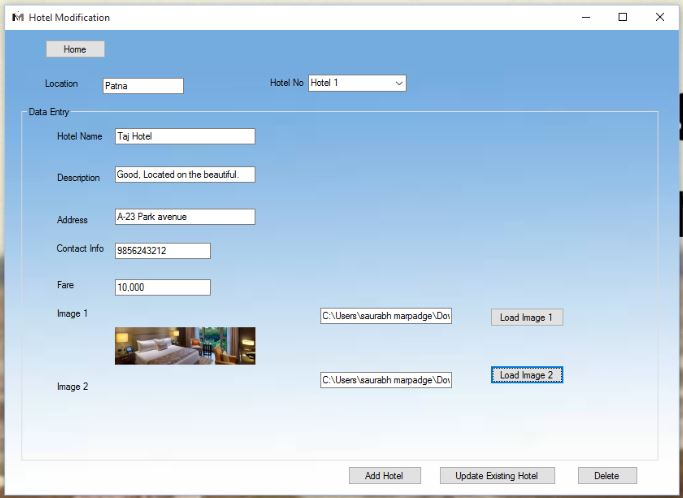 Hotel Modification
Home
Location Patna Hotel No Hotel 1
Data Entry
Hotel Name Taj Hotel
Description Good, Located on the beautiful.
Address A-23 Park avenue
Contact Info 9856243212
Fare 10,000
Image 1 C:\Users\saurabh marpadge\Dov Load Image 1
Image 2 C:\Users\saurabh marpadge\Dov Load Image 2
Add Hotel Update Existing Hotel Delete